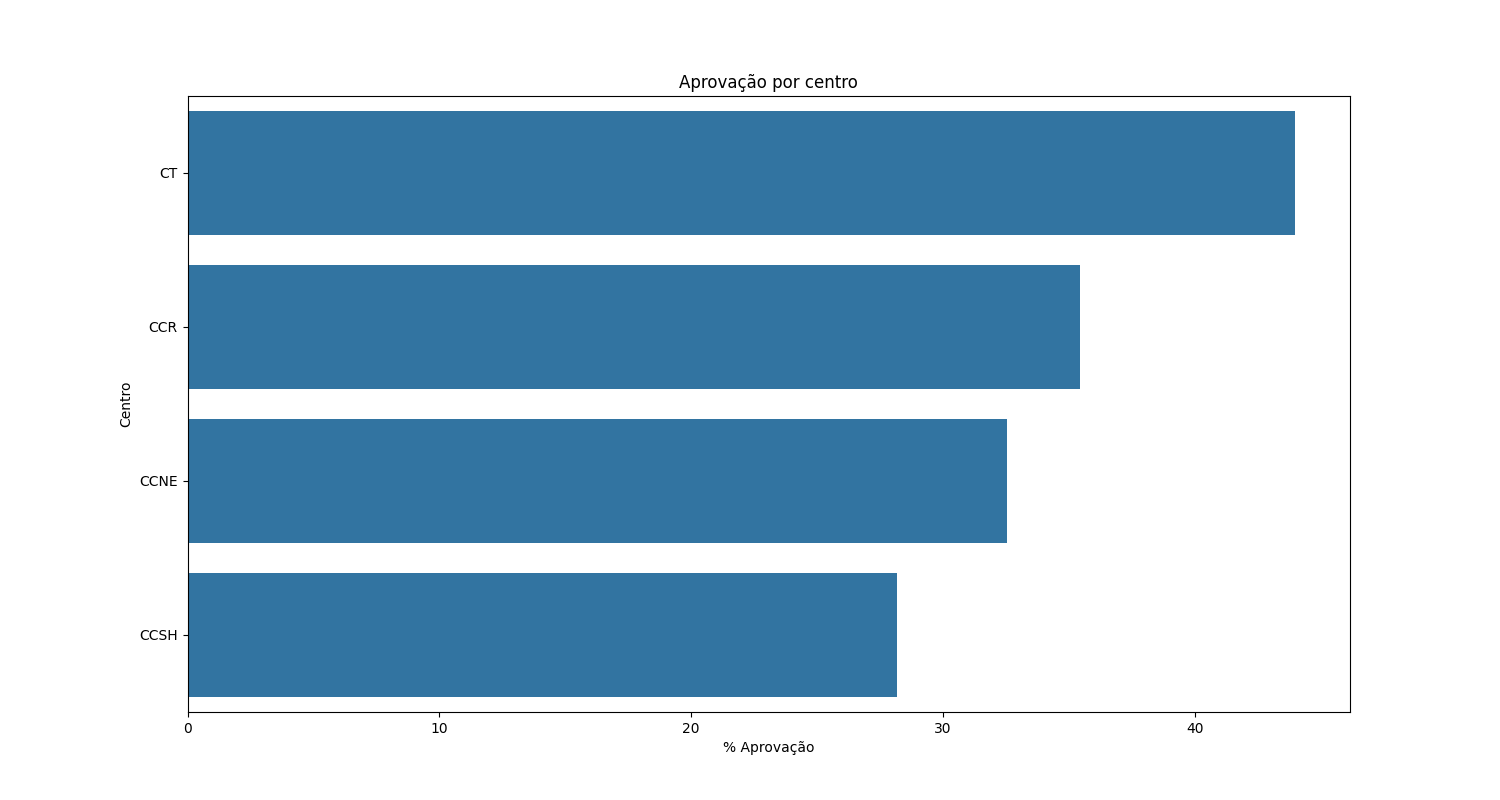 Aprovação por centro
CT
CCR
CCNE
CCSH
Centro
0 10 20 30 40
% Aprovação